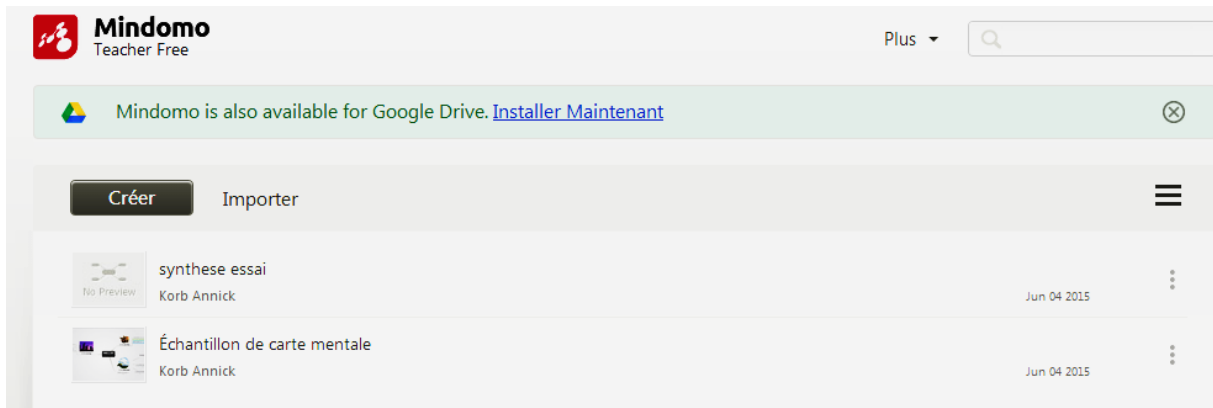 Mindomo
Teacher Free
Plus
Mindomo is also available for Google Drive. Installer Maintenant
Créer Importer
synthese essai
No Preview
Korb Annick
Jun 04 2015
Échantillon de carte mentale
Korb Annick
Jun 04 2015